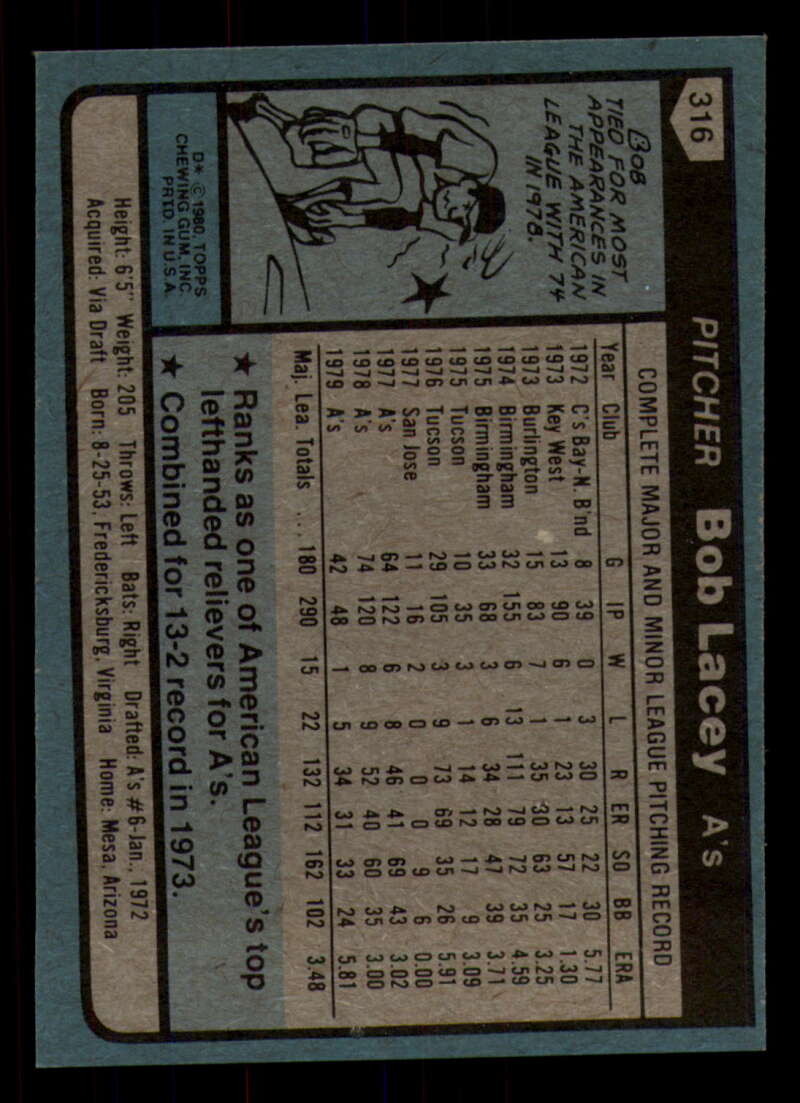 316
PITCHER Bob Lacey A's
BOB
TIED FOR MOST
APPEARANCES IN
THE AMERICAN
LEAGUE WITH 74
IN 1978.
D* © 1980, TOPPS
CHEWING GUM, INC.
PRTD. IN U.S.A.
COMPLETE MAJOR AND MINOR LEAGUE PITCHING RECORD
Year Club G IP W L R ER SO BB ERA
1972 C's Bay-N. B'nd 8 39 0 3 30 25 22 30 5.77
1973 Key West 13 90 6 1 23 13 57 17 1.30
1973 Burlington 15 83 7 1 35 30 63 25 3.25
1974 Birmingham 32 155 6 13 111 79 72 35 4.59
1975 Birmingham 33 68 3 6 34 28 47 39 3.71
1975 Tucson 10 35 3 1 14 12 17 9 3.09
1976 Tucson 29 105 3 9 73 69 35 26 5.91
1977 San Jose 11 16 2 0 0 0 9 6 0.00
1977 A's 64 122 6 8 46 41 69 43 3.02
1978 A's 74 120 8 9 52 40 60 35 3.00
1979 A's 42 48 1 5 34 31 33 24 5.81
Maj. Lea. Totals ... 180 290 15 22 132 112 162 102 3.48
★ Ranks as one of American League's top
lefthanded relievers for A's.
★ Combined for 13-2 record in 1973.
Height: 6'5" Weight: 205 Throws: Left Bats: Right Drafted: A's #6-Jan., 1972
Acquired: Via Draft Born: 8-25-53, Fredericksburg, Virginia Home: Mesa, Arizona